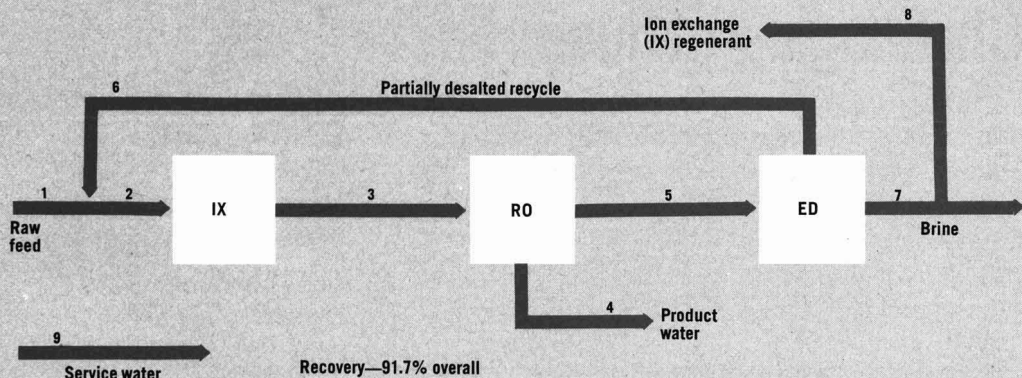 8
Ion exchange
(IX) regenerant
6
Partially desalted recycle
1
2
3
5
7
IX
RO
ED
Raw
feed
Brine
4
Product
water
9
Service water
Recovery—91.7% overall